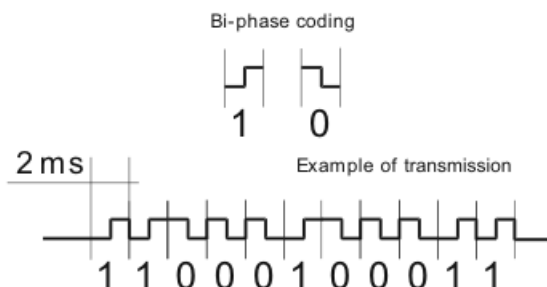 Bi-phase coding
1 0
2 ms
Example of transmission
1 1 0 0 0 1 0 0 0 1 1